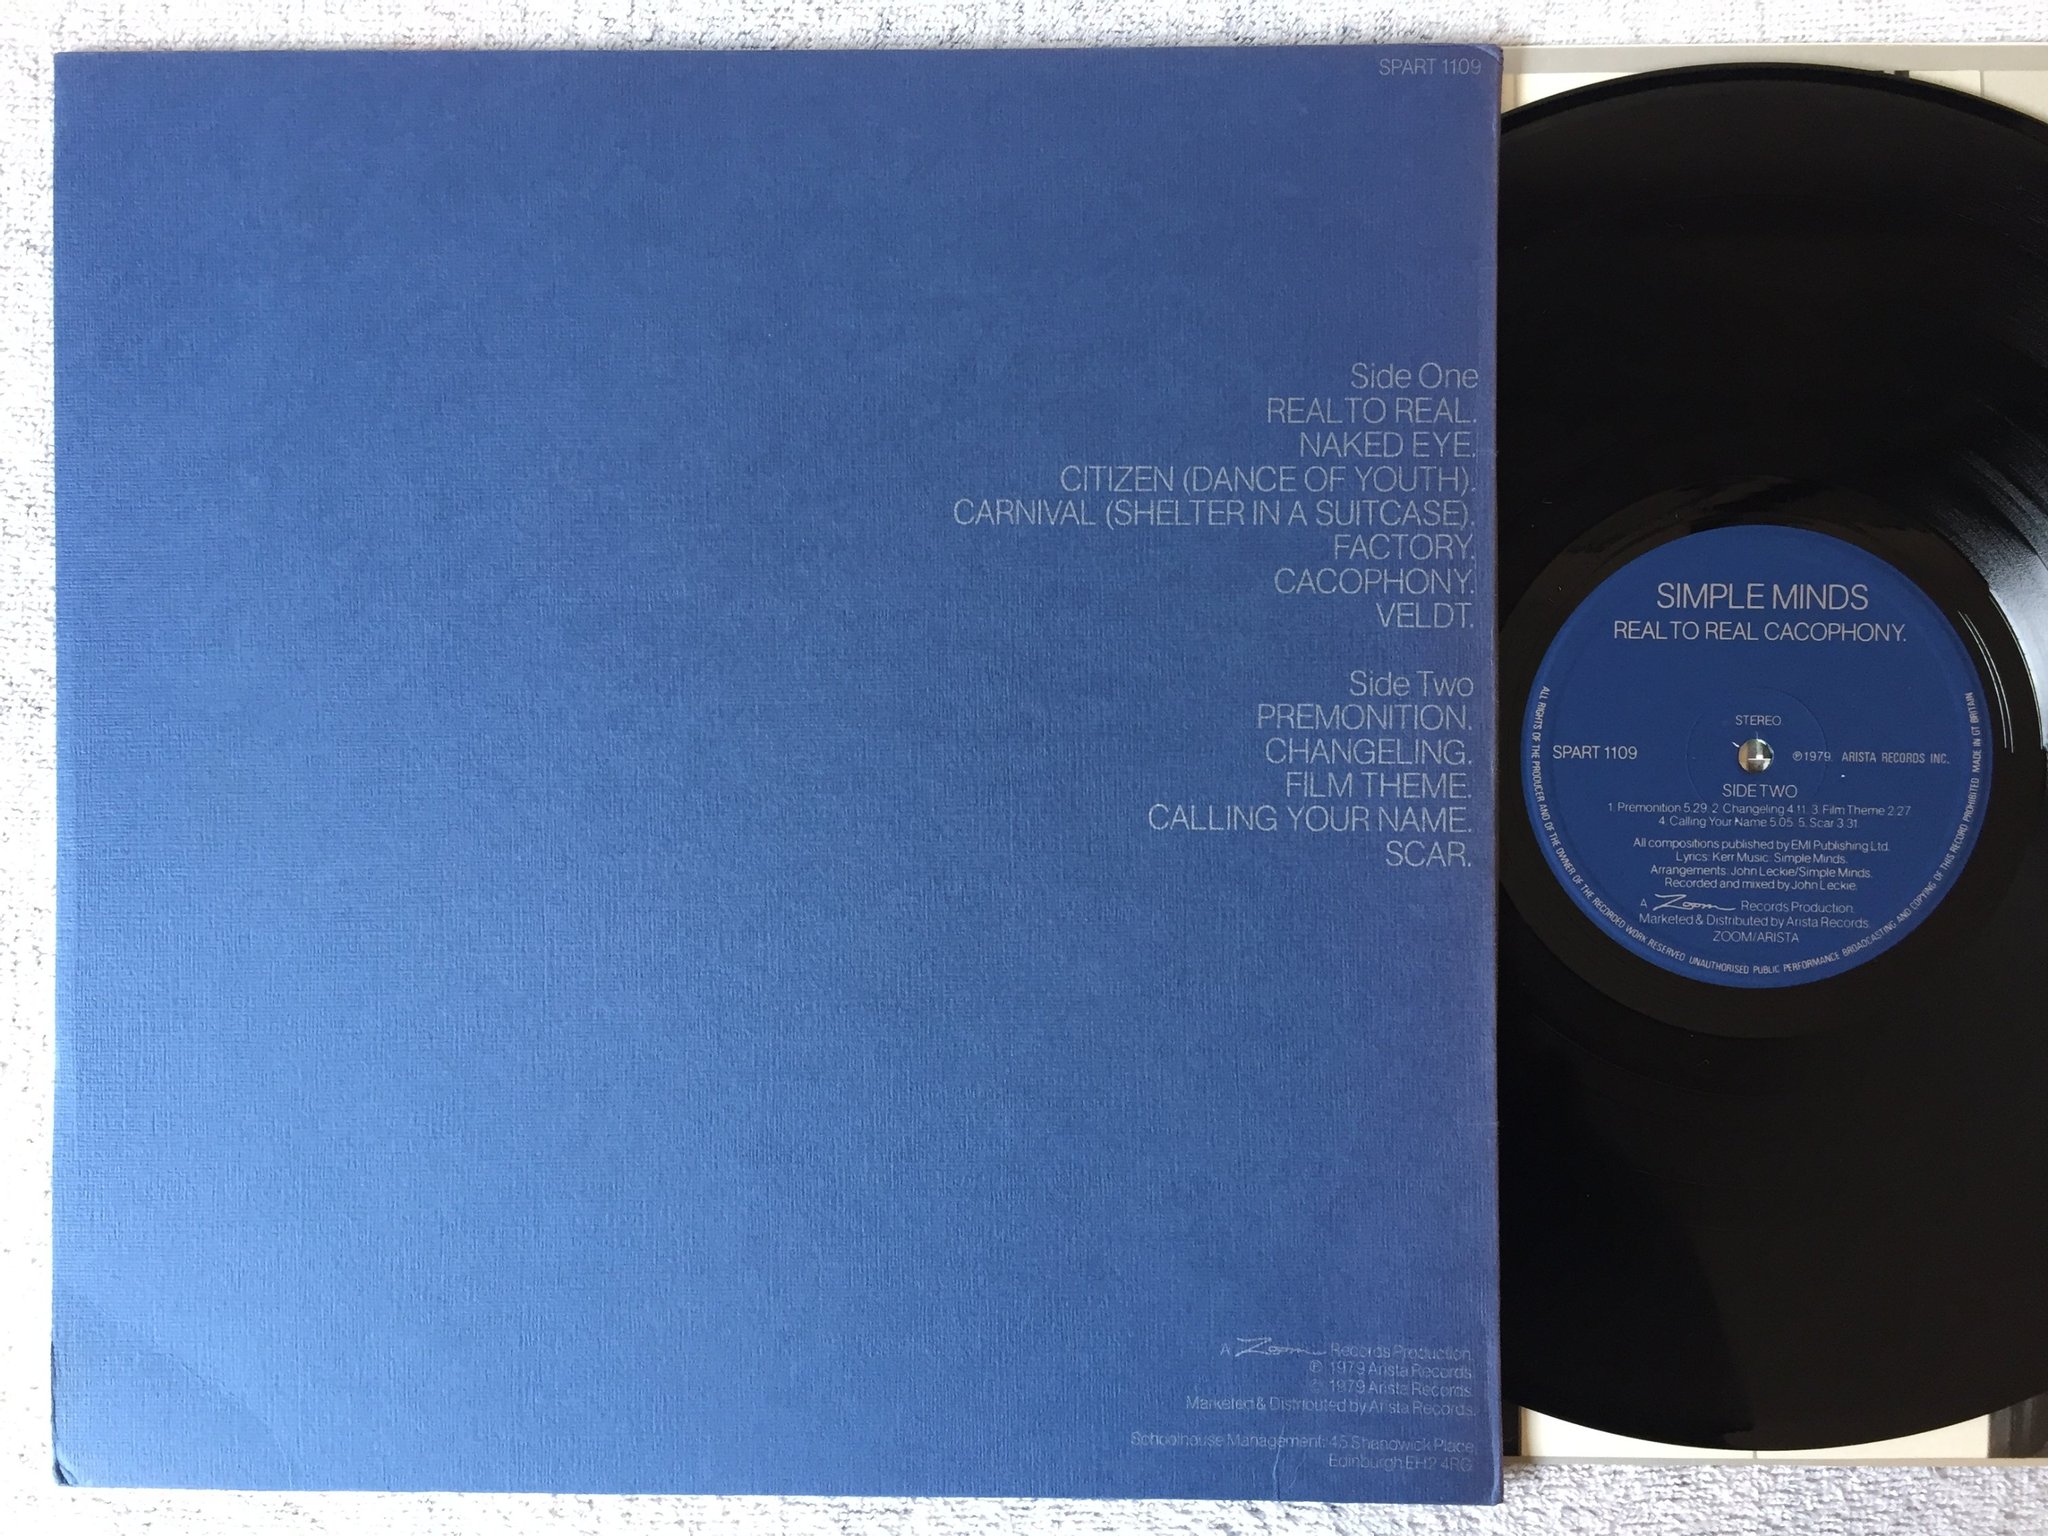 SPART 1109
Side One
REAL TO REAL.
NAKED EYE.
CITIZEN (DANCE OF YOUTH).
CARNIVAL (SHELTER IN A SUITCASE).
FACTORY.
CACOPHONY.
VELDT.
Side Two
PREMONITION.
CHANGELING.
FILM THEME.
CALLING YOUR NAME.
SCAR.
A Zoom Records Production.
℗ 1979 Arista Records.
© 1979 Arista Records.
Marketed & Distributed by Arista Records.
Schoolhouse Management: 45 Shandwick Place,
Edinburgh EH2 4RG
SIMPLE MINDS
REAL TO REAL CACOPHONY.
STEREO
SPART 1109
℗1979. ARISTA RECORDS INC.
SIDE TWO
1. Premonition 5.29. 2. Changeling 4.11. 3. Film Theme 2.27
4. Calling Your Name 5.05. 5. Scar 3.31.
All compositions published by EMI Publishing Ltd.
Lyrics: Kerr Music: Simple Minds.
Arrangements: John Leckie/Simple Minds.
Recorded and mixed by John Leckie.
A Zoom Records Production.
Marketed & Distributed by Arista Records.
ZOOM/ARISTA
ALL RIGHTS OF THE PRODUCER AND OF THE OWNER OF THE RECORDED WORK RESERVED UNAUTHORISED PUBLIC PERFORMANCE BROADCASTING AND COPYING OF THIS RECORD PROHIBITED MADE IN GT BRITAIN